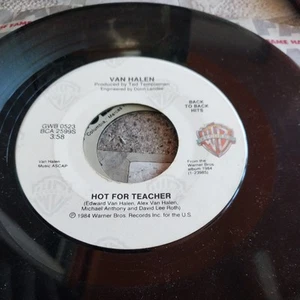 VAN HALEN
Produced by Ted Templeman
Engineered by Donn Landee
GWB 0523
BCA 2599S
3:58
BACK
TO BACK
HITS
Van Halen
Music ASCAP
From the
Warner Bros.
album 1984
HOT FOR TEACHER
(Edward Van Halen, Alex Van Halen,
Michael Anthony and David Lee Roth)
℗ 1984 Warner Bros. Records Inc. for the U.S.